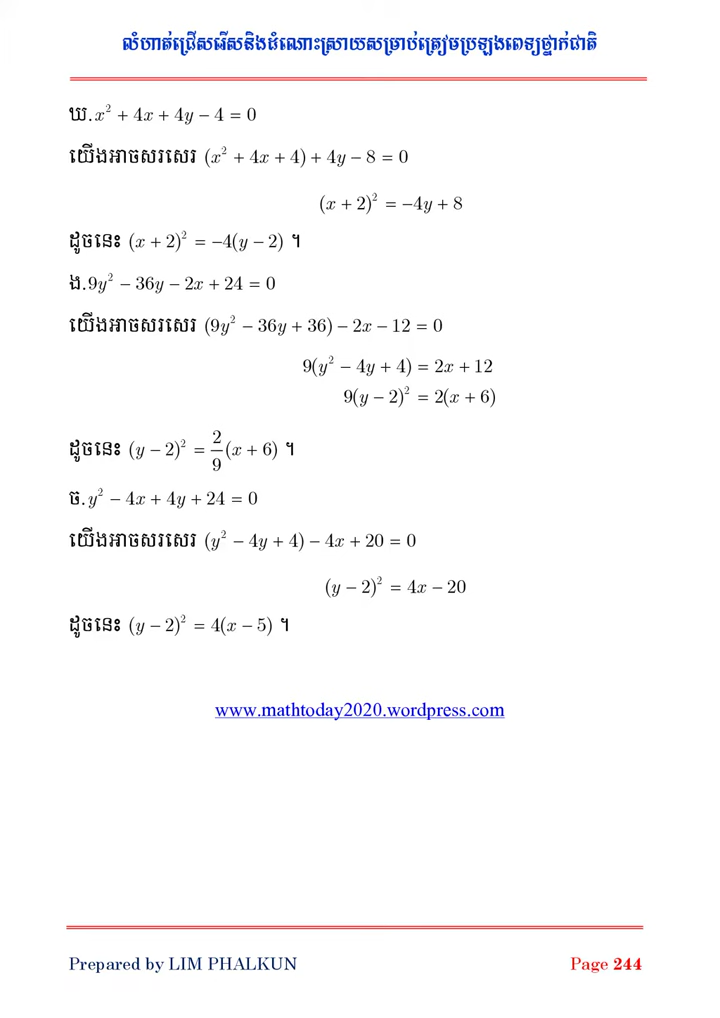 លំហាត់ជ្រើសរើសនិងដំណោះស្រាយសម្រាប់ត្រៀមប្រឡងពេទ្យថ្នាក់ជាតិ
ឃ.x² + 4x + 4y − 4 = 0
យើងអាចសរសេរ (x² + 4x + 4) + 4y − 8 = 0
(x + 2)² = −4y + 8
ដូចនេះ (x + 2)² = −4(y − 2) ។
ង.9y² − 36y − 2x + 24 = 0
យើងអាចសរសេរ (9y² − 36y + 36) − 2x − 12 = 0
9(y² − 4y + 4) = 2x + 12
9(y − 2)² = 2(x + 6)
ដូចនេះ (y − 2)² = 2/9(x + 6) ។
ច.y² − 4x + 4y + 24 = 0
យើងអាចសរសេរ (y² − 4y + 4) − 4x + 20 = 0
(y − 2)² = 4x − 20
ដូចនេះ (y − 2)² = 4(x − 5) ។
www.mathtoday2020.wordpress.com
Prepared by LIM PHALKUN Page 244